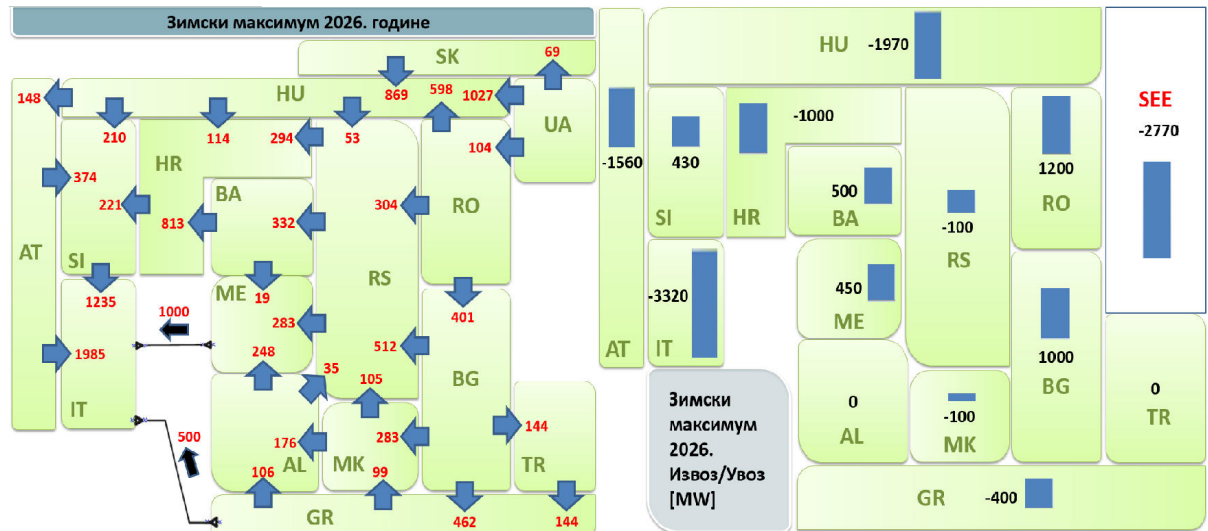 Зимски максимум 2026. године
SK
69
148
HU
869
598
1027
UA
210
114
294
53
104
HR
374
221
BA
813
332
304
RO
AT
SI
RS
1235
ME
19
401
1000
283
248
1985
512
35
105
BG
IT
500
176
AL
MK
283
144
TR
106
99
GR
462
144
HU
-1970
SEE
-2770
-1560
430
-1000
1200
SI
HR
500
BA
-100
RO
RS
-3320
450
ME
AT
IT
1000
BG
Зимски
максимум
2026.
Извоз/Увоз
[MW]
0
AL
-100
MK
0
TR
GR
-400